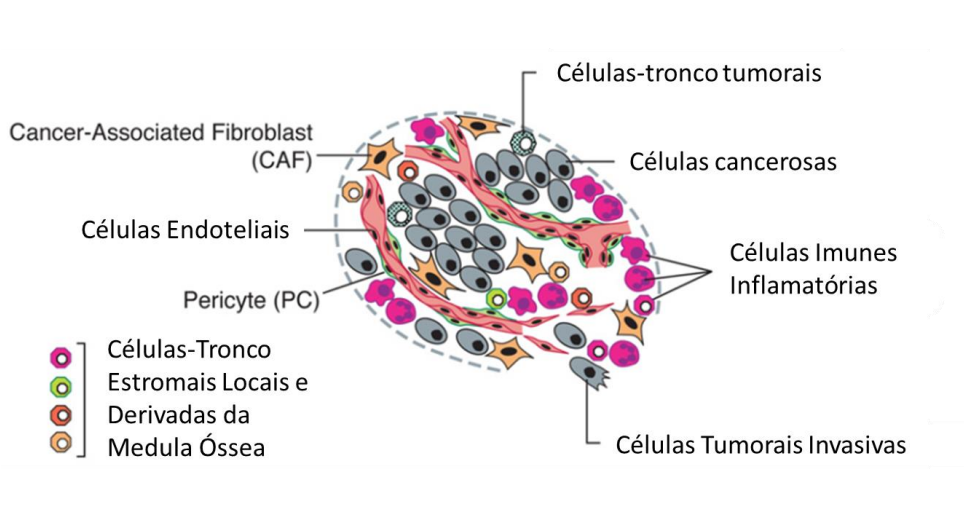 Células-tronco tumorais
Cancer-Associated Fibroblast
(CAF)
Células cancerosas
Células Endoteliais
Células Imunes
Inflamatórias
Pericyte (PC)
Células-Tronco
Estromais Locais e
Derivadas da
Medula Óssea
Células Tumorais Invasivas